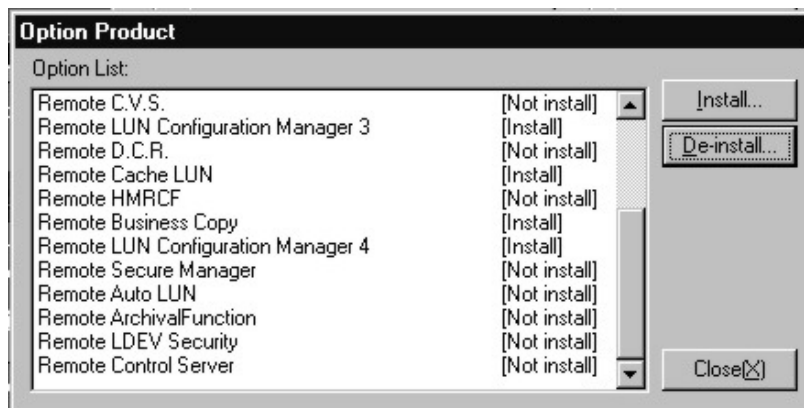 Option Product
Option List:
Remote C.V.S. [Not install]
Remote LUN Configuration Manager 3 [Install]
Remote D.C.R. [Not install]
Remote Cache LUN [Install]
Remote HMRCF [Not install]
Remote Business Copy [Install]
Remote LUN Configuration Manager 4 [Install]
Remote Secure Manager [Not install]
Remote Auto LUN [Not install]
Remote ArchivalFunction [Not install]
Remote LDEV Security [Not install]
Remote Control Server [Not install]
Install...
De-install...
Close(X)